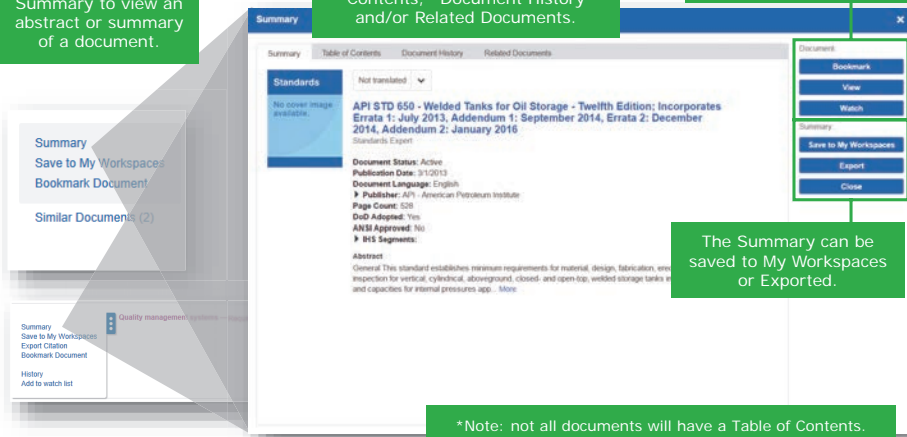 Summary to view an
abstract or summary
of a document.
Contents,* Document History
and/or Related Documents.
Summary
Summary Table of Contents Document History Related Documents
Standards
No cover image
available.
Not translated
API STD 650 - Welded Tanks for Oil Storage - Twelfth Edition; Incorporates
Errata 1: July 2013, Addendum 1: September 2014, Errata 2: December
2014, Addendum 2: January 2016
Standards Expert
Document Status: Active
Publication Date: 3/1/2013
Document Language: English
Publisher: API - American Petroleum Institute
Page Count: 528
DoD Adopted: Yes
ANSI Approved: No
IHS Segments:
Abstract
General This standard establishes minimum requirements for material, design, fabrication,
inspection for vertical, cylindrical, aboveground, closed- and open-top, welded storage tanks in
and capacities for internal pressures app... More
Document
Bookmark
View
Watch
Summary
Save to My Workspaces
Export
Close
The Summary can be
saved to My Workspaces
or Exported.
Summary
Save to My Workspaces
Bookmark Document
Similar Documents (2)
Summary
Save to My Workspaces
Export Citation
Bookmark Document
History
Add to watch list
Quality management systems
*Note: not all documents will have a Table of Contents.